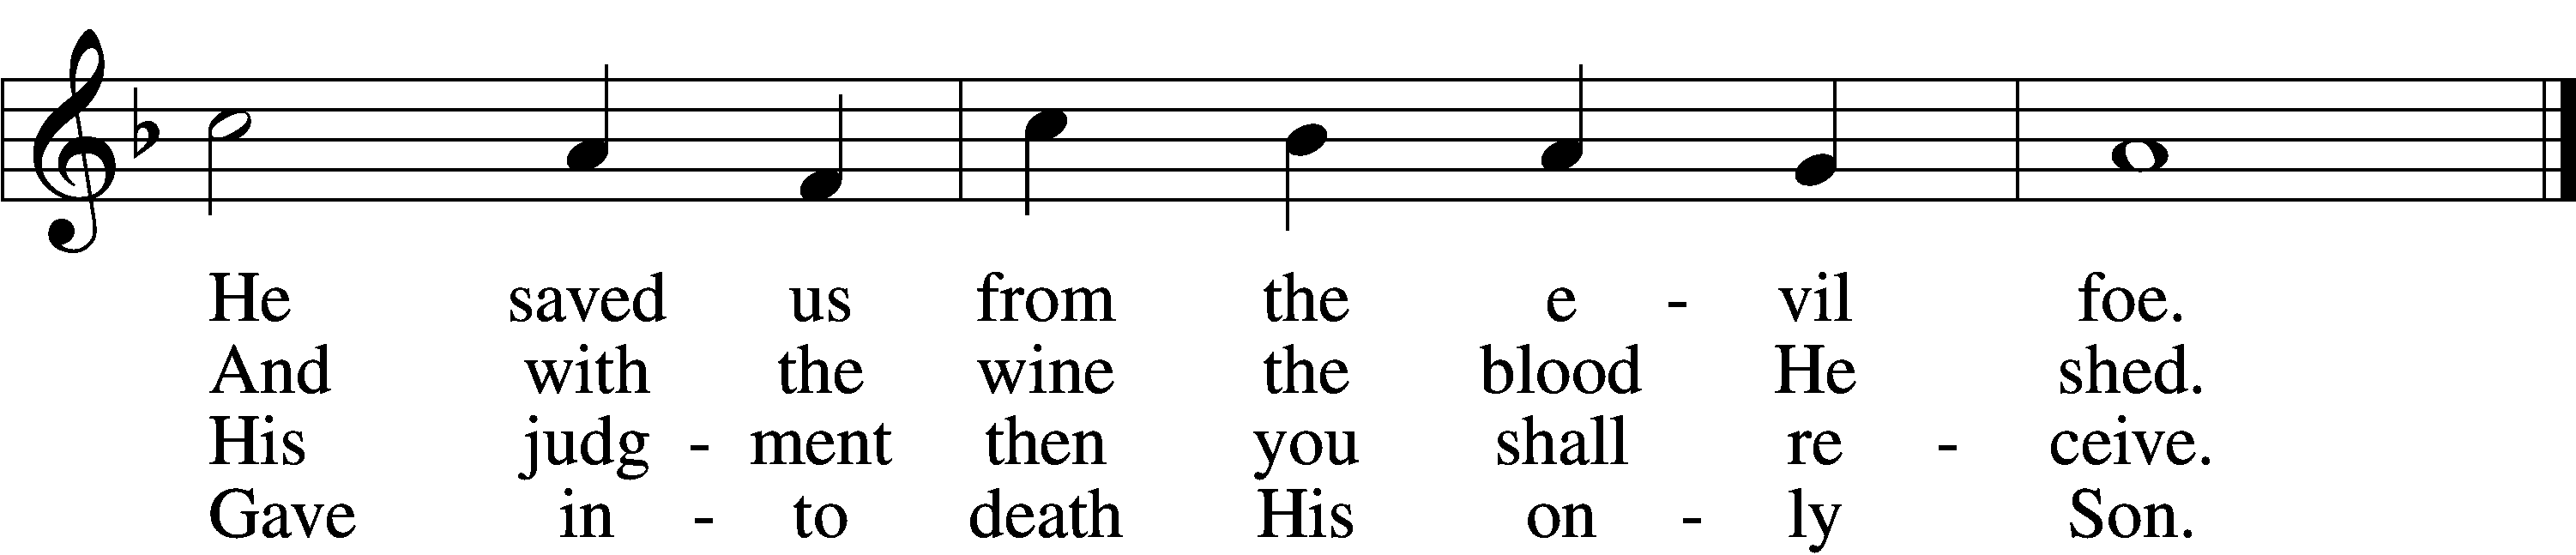 He saved us from the e - vil foe.
And with the wine the blood He shed.
His judg - ment then you shall re - ceive.
Gave in - to death His on - ly Son.